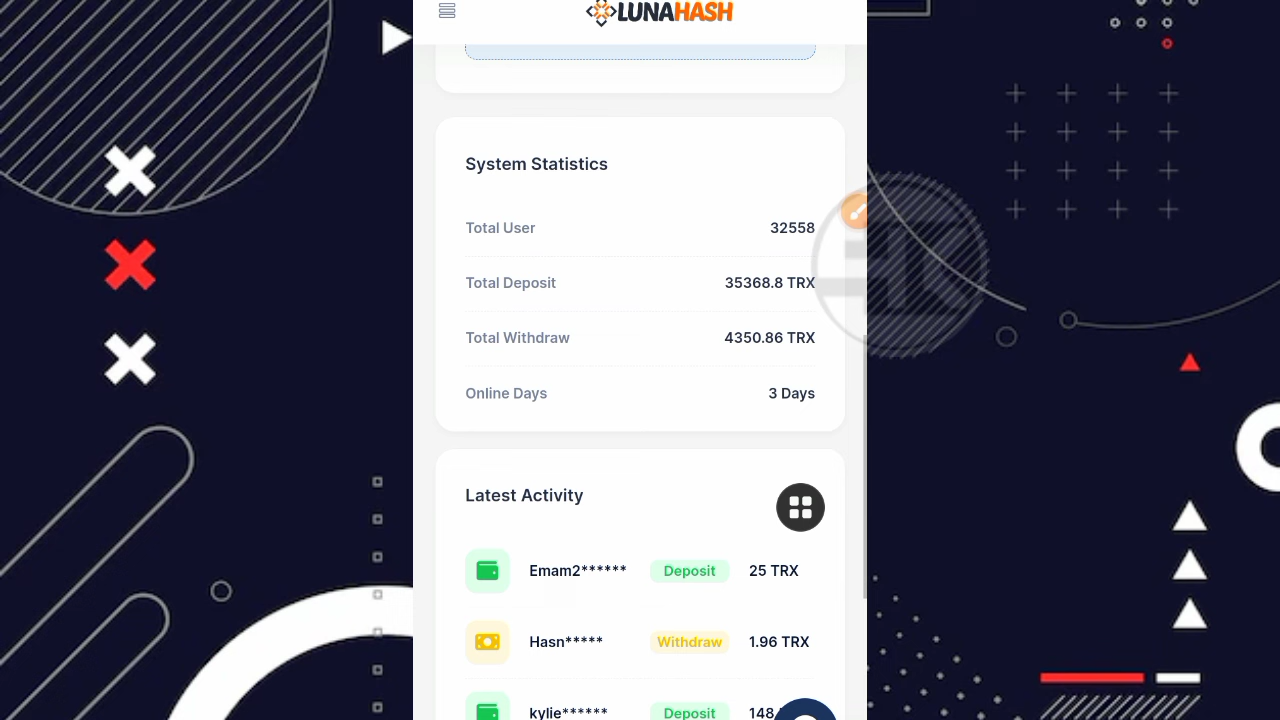 LUNAHASH
System Statistics
Total User 32558
Total Deposit 35368.8 TRX
Total Withdraw 4350.86 TRX
Online Days 3 Days
Latest Activity
Emam2****** Deposit 25 TRX
Hasn***** Withdraw 1.96 TRX
kylie****** Deposit 148